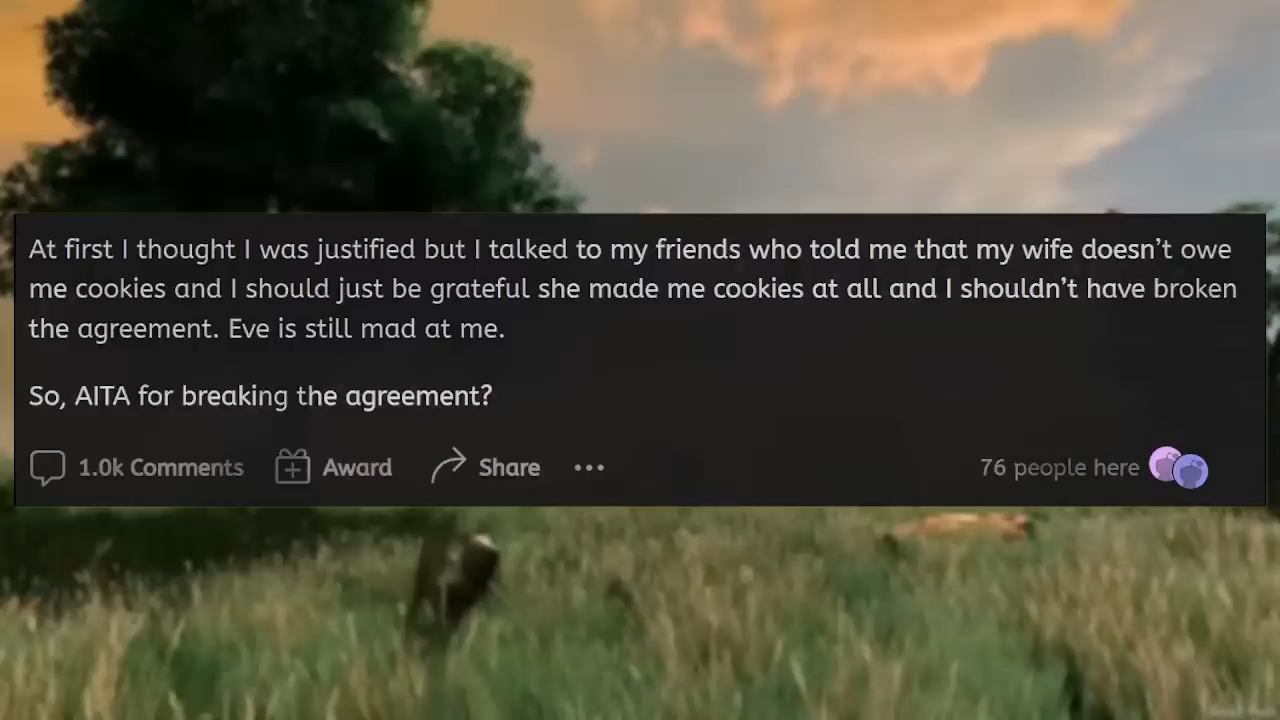 At first I thought I was justified but I talked to my friends who told me that my wife doesn’t owe
me cookies and I should just be grateful she made me cookies at all and I shouldn’t have broken
the agreement. Eve is still mad at me.
So, AITA for breaking the agreement?
1.0k Comments Award Share ••• 76 people here